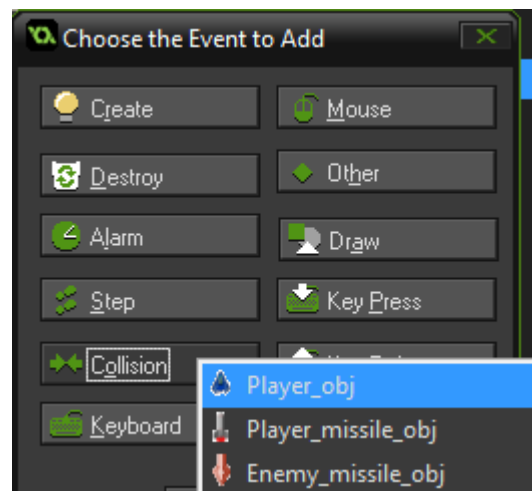 Choose the Event to Add
Create
Mouse
Destroy
Other
Alarm
Draw
Step
Key Press
Collision
Player_obj
Keyboard
Player_missile_obj
Enemy_missile_obj